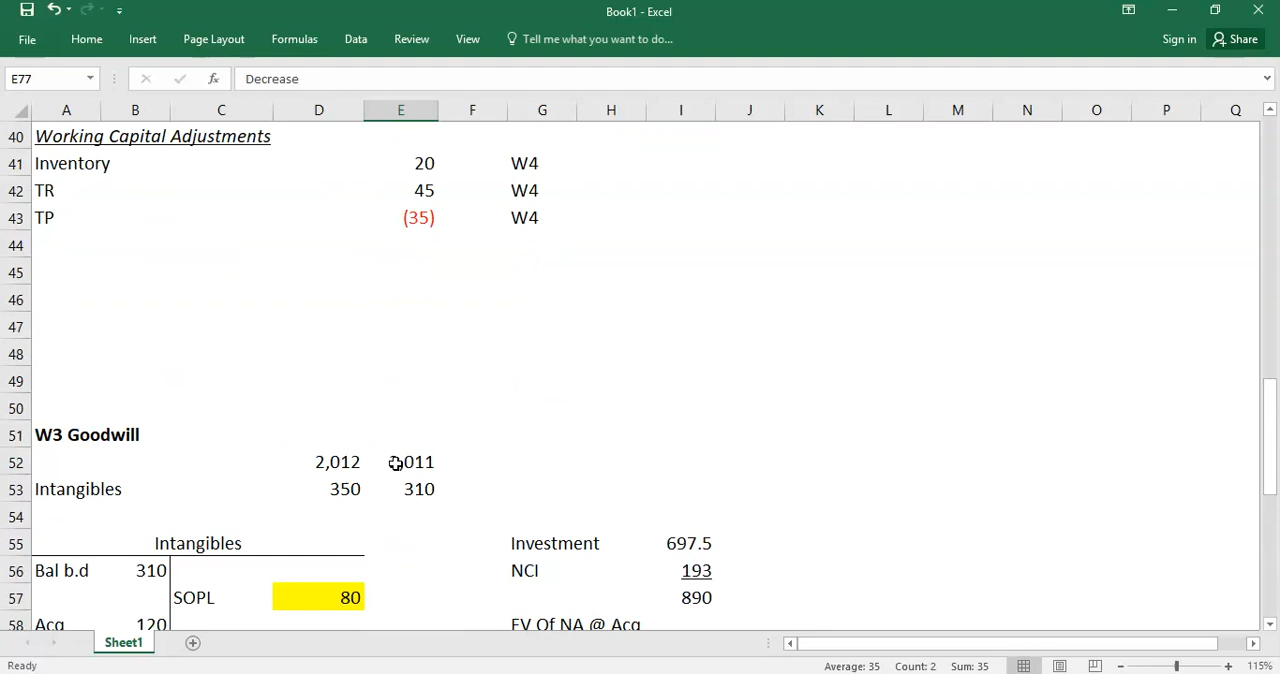 Book1 - Excel
File Home Insert Page Layout Formulas Data Review View Tell me what you want to do... Sign in Share
E77 fx Decrease
A B C D E F G H I J K L M N O P Q
40 Working Capital Adjustments
41 Inventory 20 W4
42 TR 45 W4
43 TP (35) W4
44
45
46
47
48
49
50
51 W3 Goodwill
52 2,012 011
53 Intangibles 350 310
54
55 Intangibles Investment 697.5
56 Bal b.d 310 NCI 193
57 SOPL 80 890
58 Acq 120 FV Of NA @ Acq
Sheet1
Ready Average: 35 Count: 2 Sum: 35 115%